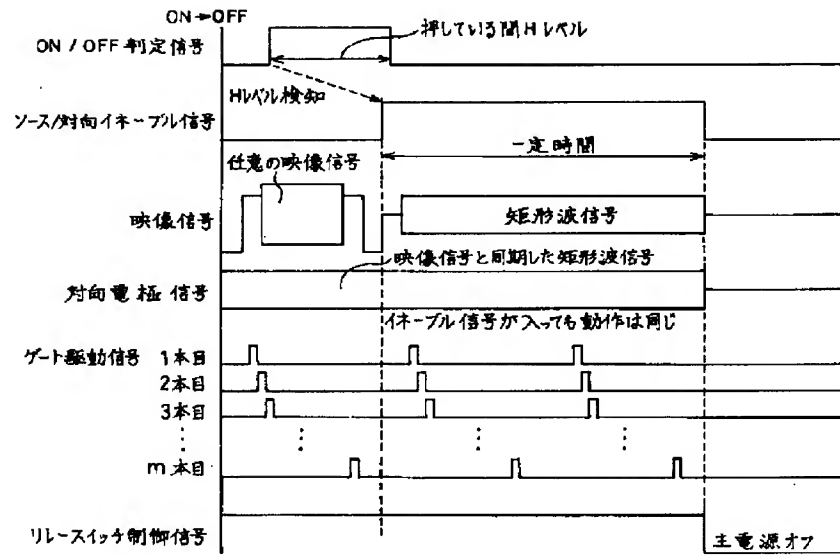 ON→OFF
ON / OFF 判定信号
押している間Hレベル
Hレベル検知
ソース/対向イネーブル信号
一定時間
任意の映像信号
映像信号
矩形波信号
映像信号と同期した矩形波信号
対向電極信号
イネーブル信号が入っても動作は同じ
ゲート駆動信号 1本目
2本目
3本目
m本目
リレースイッチ制御信号
主電源オフ